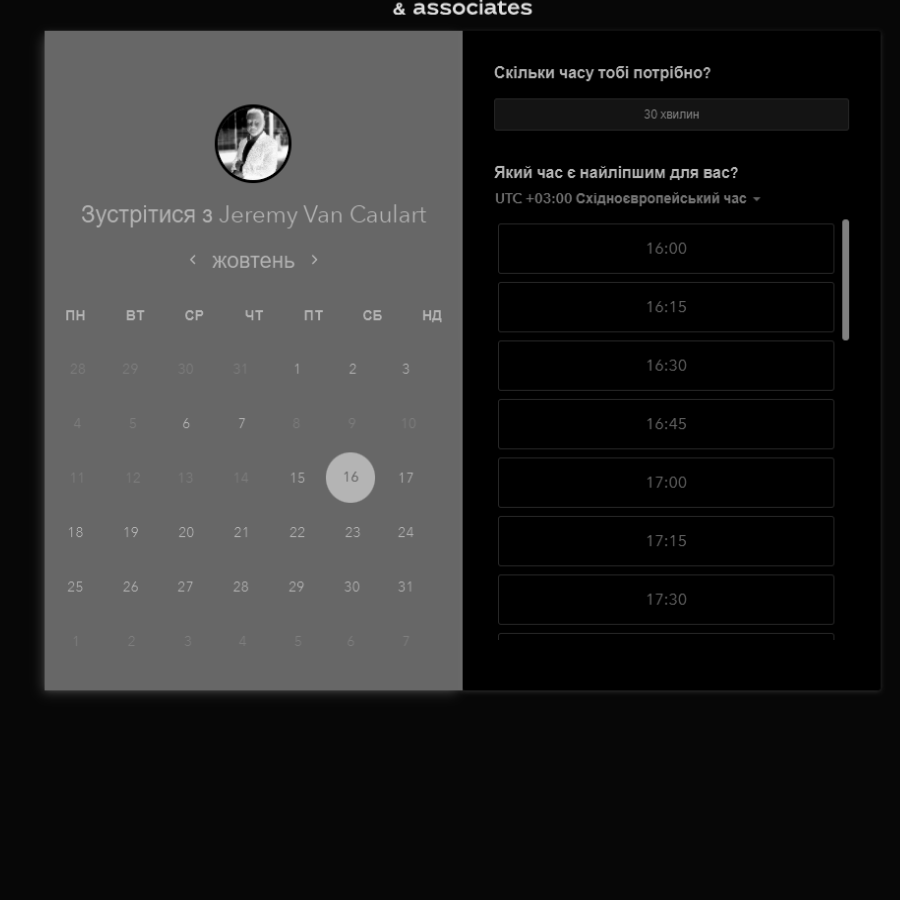 & associates
Зустрітися з Jeremy Van Caulart
‹ жовтень ›
ПН ВТ СР ЧТ ПТ СБ НД
28 29 30 31 1 2 3
4 5 6 7 8 9 10
11 12 13 14 15 16 17
18 19 20 21 22 23 24
25 26 27 28 29 30 31
1 2 3 4 5 6 7
Скільки часу тобі потрібно?
30 хвилин
Який час є найліпшим для вас?
UTC +03:00 Східноєвропейський час
16:00
16:15
16:30
16:45
17:00
17:15
17:30